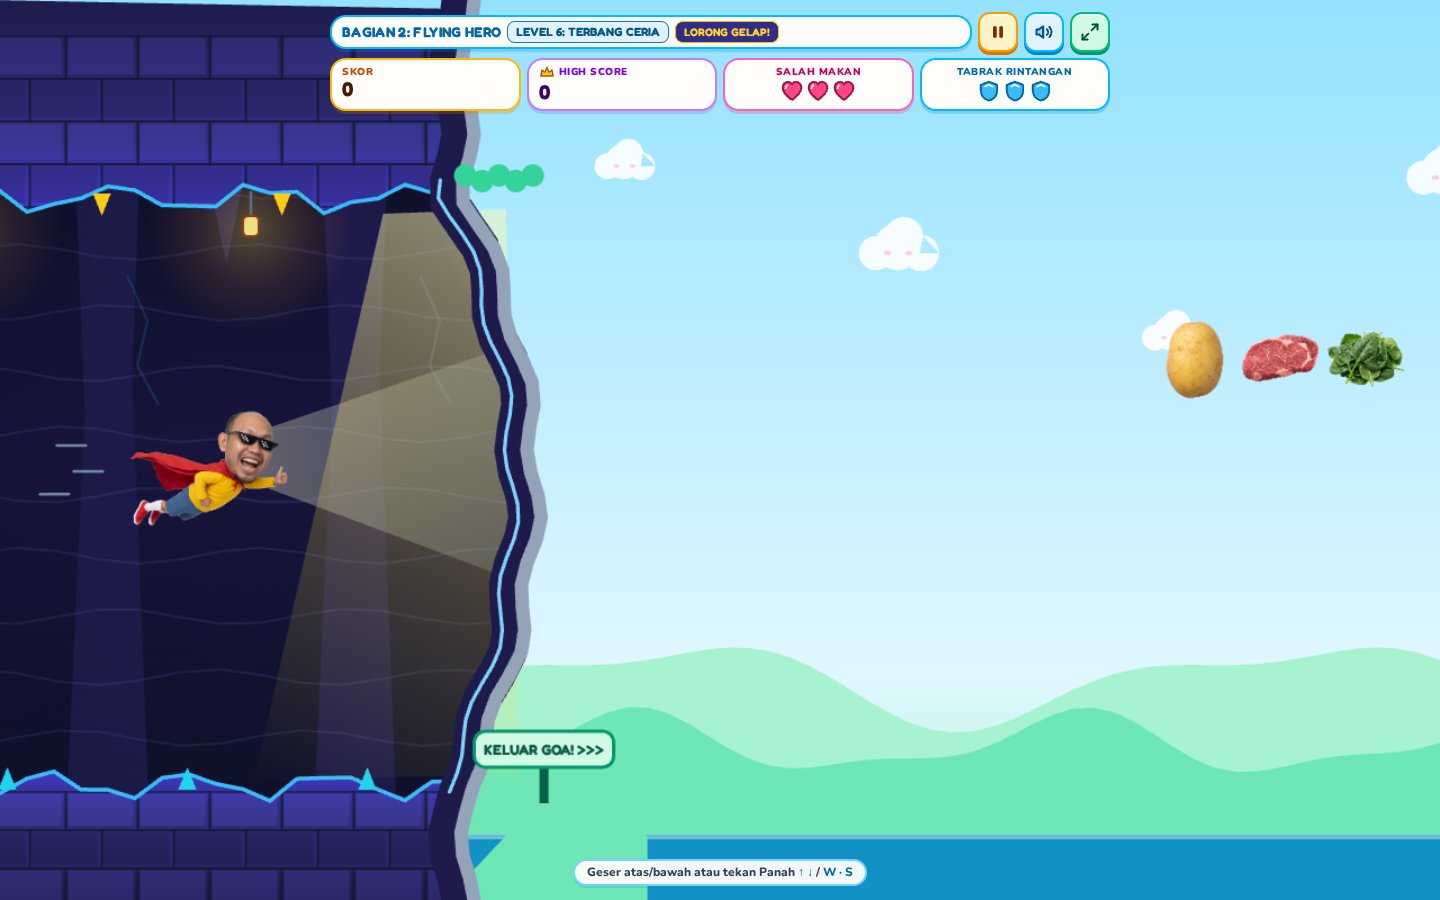 BAGIAN 2: FLYING HERO
LEVEL 6: TERBANG CERIA
LORONG GELAP!
SKOR
0
HIGH SCORE
0
SALAH MAKAN
TABRAK RINTANGAN
KELUAR GOA! >>>
Geser atas/bawah atau tekan Panah ↑ ↓ / W · S